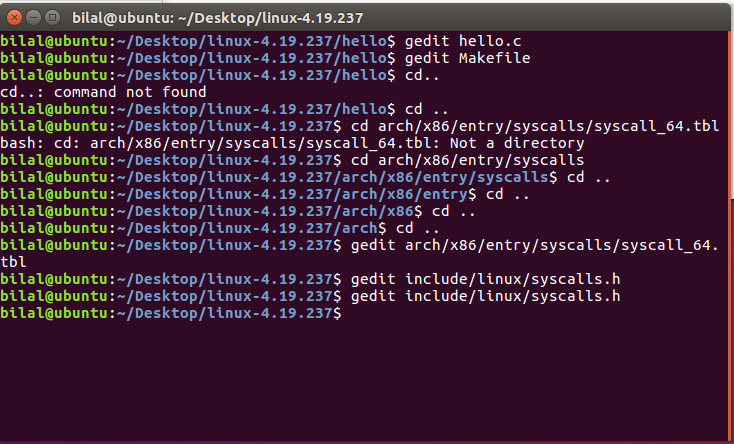 bilal@ubuntu: ~/Desktop/linux-4.19.237
bilal@ubuntu:~/Desktop/linux-4.19.237/hello$ gedit hello.c
bilal@ubuntu:~/Desktop/linux-4.19.237/hello$ gedit Makefile
bilal@ubuntu:~/Desktop/linux-4.19.237/hello$ cd..
cd..: command not found
bilal@ubuntu:~/Desktop/linux-4.19.237/hello$ cd ..
bilal@ubuntu:~/Desktop/linux-4.19.237$ cd arch/x86/entry/syscalls/syscall_64.tbl
bash: cd: arch/x86/entry/syscalls/syscall_64.tbl: Not a directory
bilal@ubuntu:~/Desktop/linux-4.19.237$ cd arch/x86/entry/syscalls
bilal@ubuntu:~/Desktop/linux-4.19.237/arch/x86/entry/syscalls$ cd ..
bilal@ubuntu:~/Desktop/linux-4.19.237/arch/x86/entry$ cd ..
bilal@ubuntu:~/Desktop/linux-4.19.237/arch/x86$ cd ..
bilal@ubuntu:~/Desktop/linux-4.19.237/arch$ cd ..
bilal@ubuntu:~/Desktop/linux-4.19.237$ gedit arch/x86/entry/syscalls/syscall_64.
tbl
bilal@ubuntu:~/Desktop/linux-4.19.237$ gedit include/linux/syscalls.h
bilal@ubuntu:~/Desktop/linux-4.19.237$ gedit include/linux/syscalls.h
bilal@ubuntu:~/Desktop/linux-4.19.237$